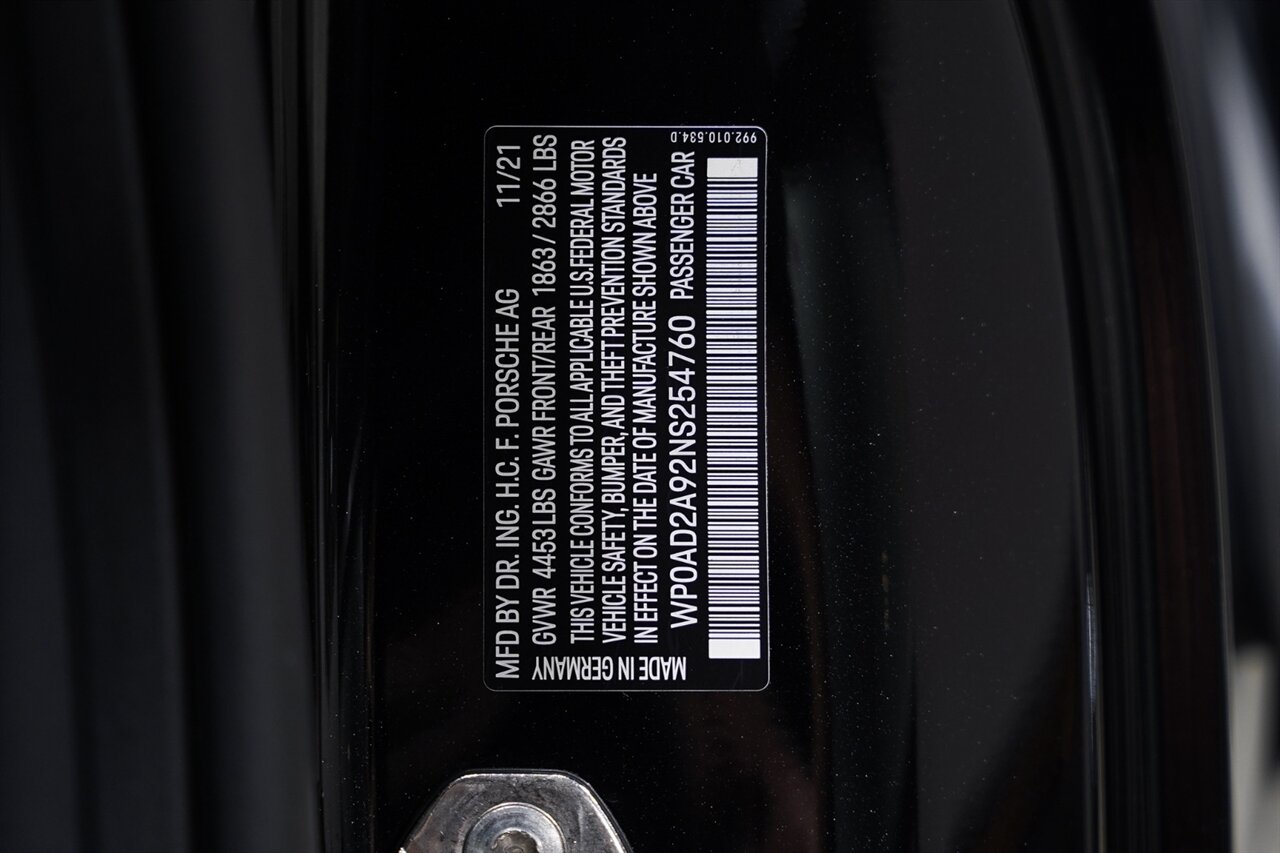 MFD BY DR. ING. H.C. F. PORSCHE AG 11/21
GVWR 4453 LBS GAWR FRONT/REAR 1863 / 2866 LBS
THIS VEHICLE CONFORMS TO ALL APPLICABLE U.S. FEDERAL MOTOR
VEHICLE SAFETY, BUMPER, AND THEFT PREVENTION STANDARDS
IN EFFECT ON THE DATE OF MANUFACTURE SHOWN ABOVE
WP0AD2A92NS254760 PASSENGER CAR
MADE IN GERMANY
992.010.534.D